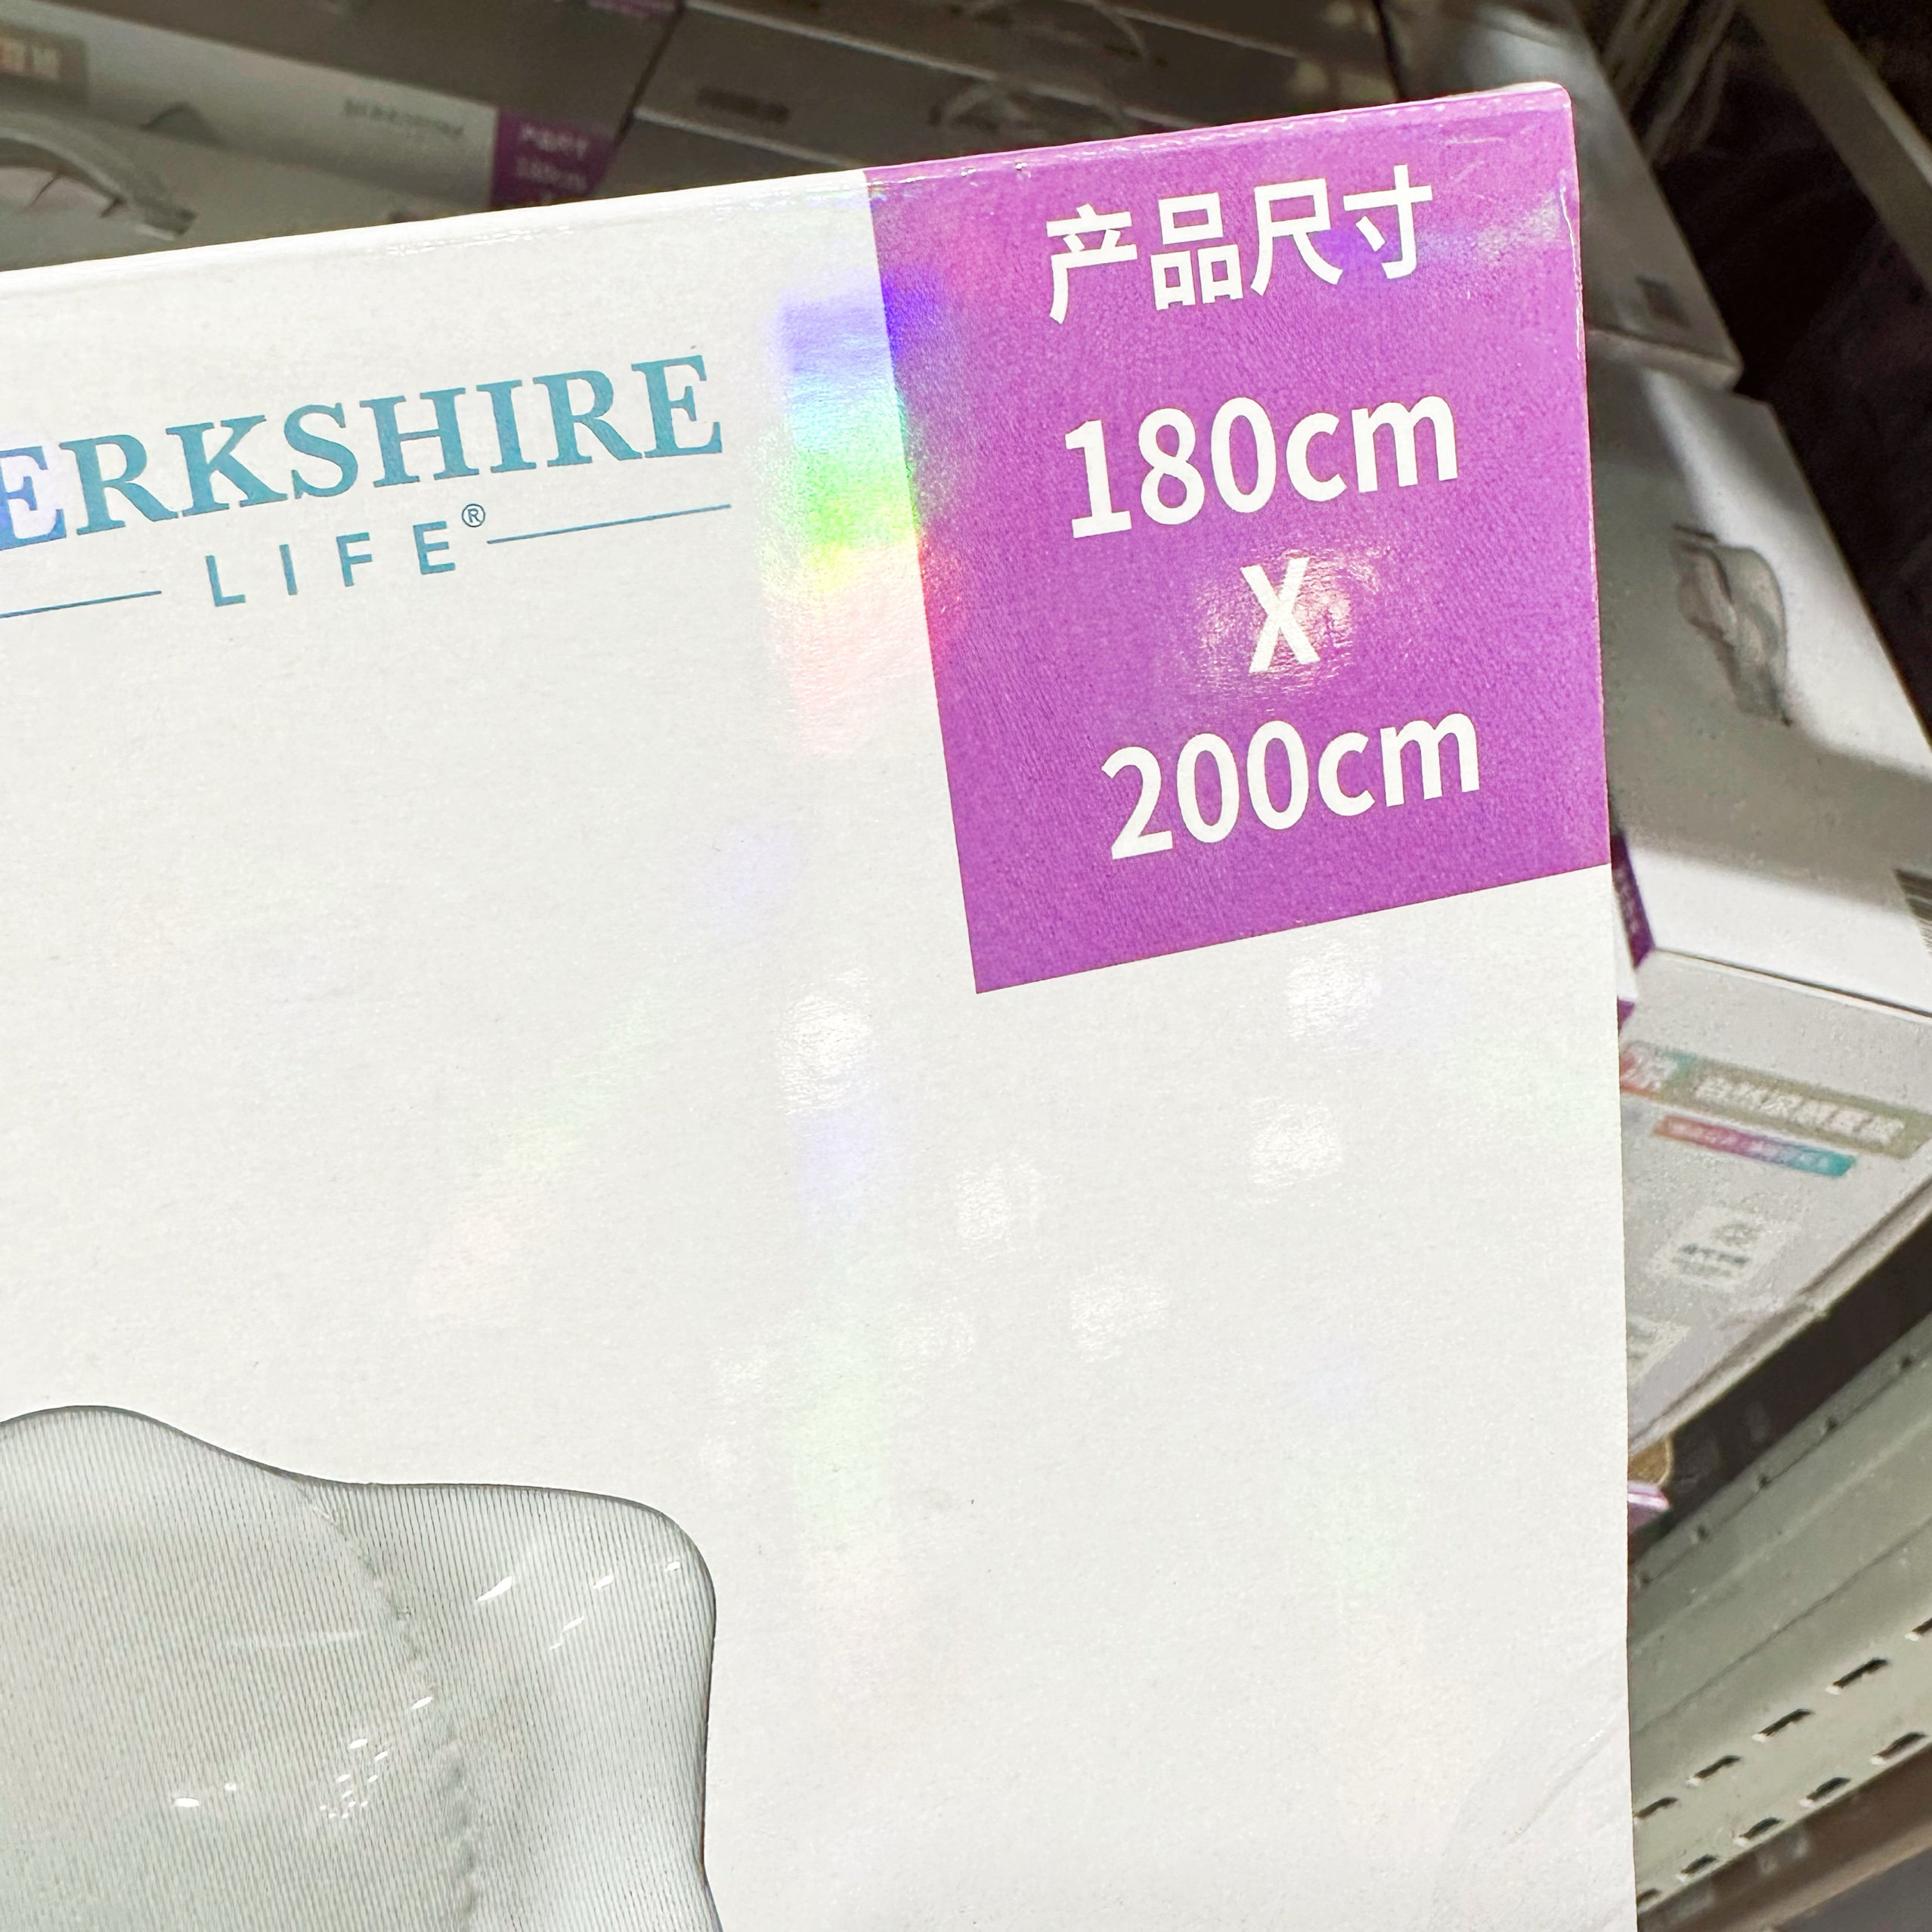 产品尺寸
180cm
X
200cm
ERKSHIRE
LIFE®